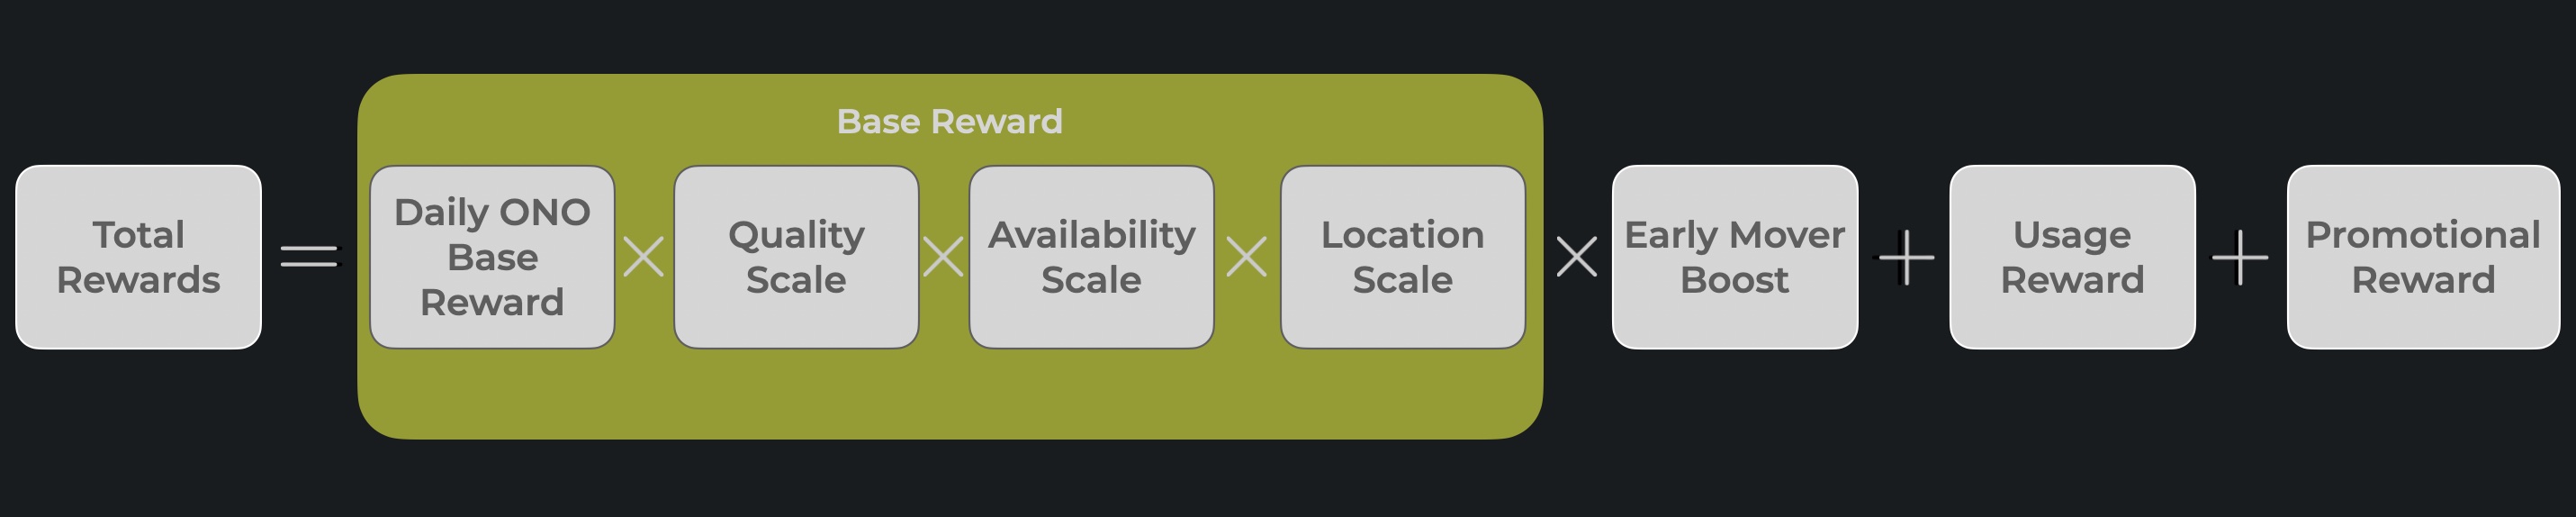 Base Reward
Total
Rewards
=
Daily ONO
Base
Reward
×
Quality
Scale
×
Availability
Scale
×
Location
Scale
×
Early Mover
Boost
+
Usage
Reward
+
Promotional
Reward